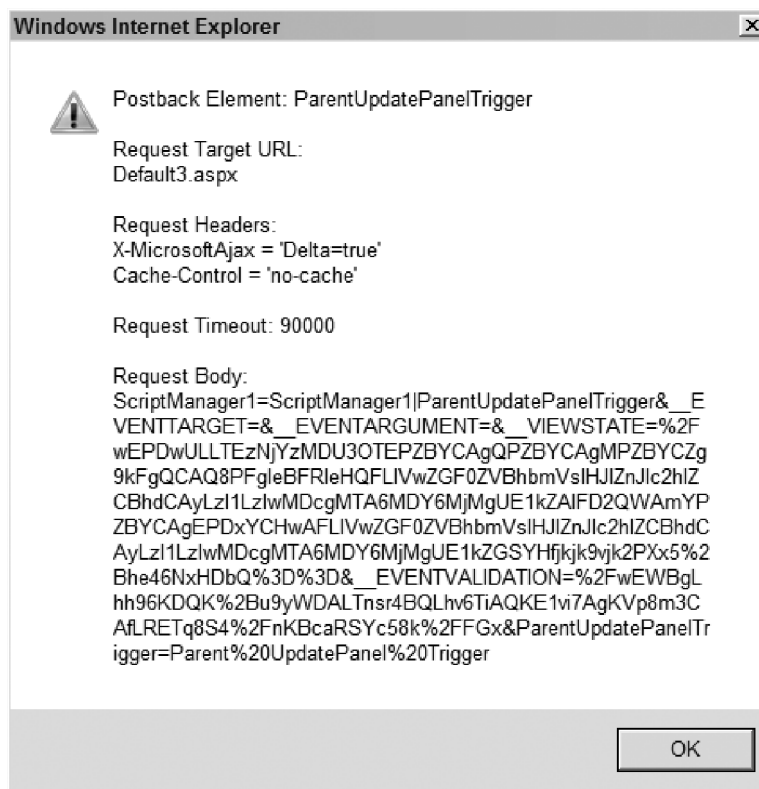 Windows Internet Explorer
Postback Element: ParentUpdatePanelTrigger
Request Target URL:
Default3.aspx
Request Headers:
X-MicrosoftAjax = 'Delta=true'
Cache-Control = 'no-cache'
Request Timeout: 90000
Request Body:
ScriptManager1=ScriptManager1|ParentUpdatePanelTrigger&__E
VENTTARGET=&__EVENTARGUMENT=&__VIEWSTATE=%2F
wEPDwULLTEzNjYzMDU3OTEPZBYCAgQPZBYCAgMPZBYCZg
9kFgQCAQ8PFgIeBFRleHQFLlVwZGF0ZVBhbmVsIHJlZnJlc2hlZ
CBhdCAyLzI1LzIwMDcgMTA6MDY6MjMgUE1kZAIFD2QWAmYP
ZBYCAgEPDxYCHwAFLlVwZGF0ZVBhbmVsIHJlZnJlc2hlZCBhdC
AyLzI1LzIwMDcgMTA6MDY6MjMgUE1kZGSYHfjkjk9vjk2PXx5%2
Bhe46NxHDbQ%3D%3D&__EVENTVALIDATION=%2FwEWBgL
hh96KDQK%2Bu9yWDALTnsr4BQLhv6TiAQKE1vi7AgKVp8m3C
AfLRETq8S4%2FnKBcaRSYc58k%2FFGx&ParentUpdatePanelTr
igger=Parent%20UpdatePanel%20Trigger
OK